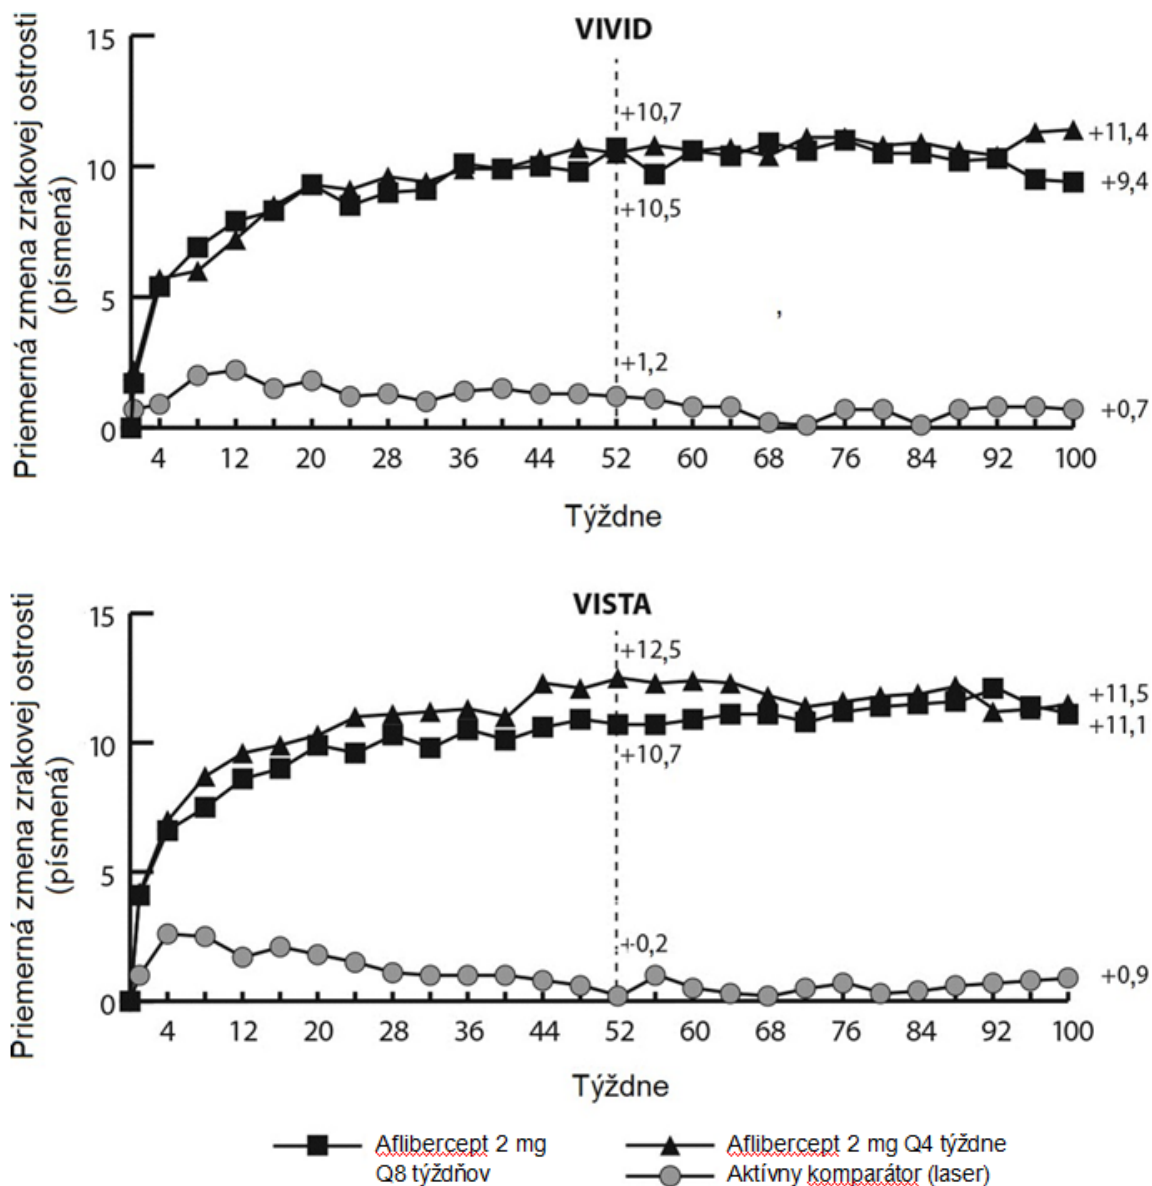 VIVID
Priemerná zmena zrakovej ostrosti
(písmená)
15
10
5
0
+10,7
+10,5
+1,2
+11,4
+9,4
+0,7
,
4 12 20 28 36 44 52 60 68 76 84 92 100
Týždne
VISTA
Priemerná zmena zrakovej ostrosti
(písmená)
15
10
5
0
+12,5
+10,7
+0,2
+11,5
+11,1
+0,9
4 12 20 28 36 44 52 60 68 76 84 92 100
Týždne
Aflibercept 2 mg
Q8 týždňov
Aflibercept 2 mg Q4 týždne
Aktívny komparátor (laser)